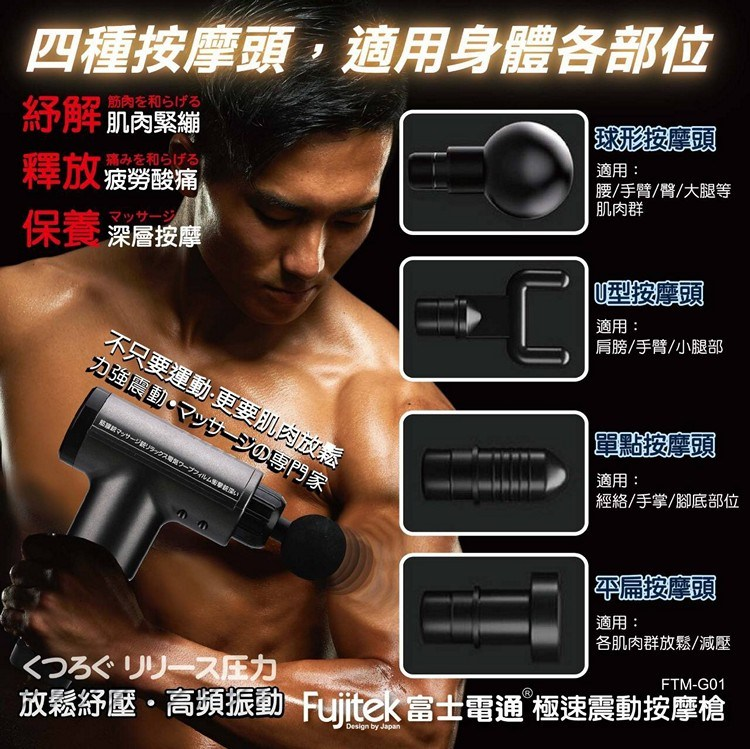 四種按摩頭，適用身體各部位
紓解 筋肉を和らげる
肌肉緊繃
釋放 痛みを和らげる
疲勞酸痛
保養 マッサージ
深層按摩
球形按摩頭
適用：
腰/手臂/臀/大腿等
肌肉群
U型按摩頭
適用：
肩膀/手臂/小腿部
不只要運動·更要肌肉放鬆
力強震動•マッサージの専門家
單點按摩頭
適用：
經絡/手掌/腳底部位
平扁按摩頭
適用：
各肌肉群放鬆/減壓
くつろぐ リリース圧力
放鬆紓壓·高頻振動
FTM-G01
Fujitek 富士電通® 極速震動按摩槍
Design by Japan